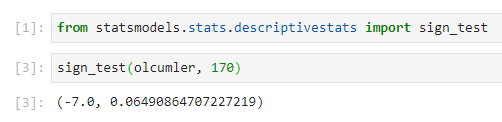 [1]: from statsmodels.stats.descriptivestats import sign_test
[3]: sign_test(olcumler, 170)
[3]: (-7.0, 0.06490864707227219)